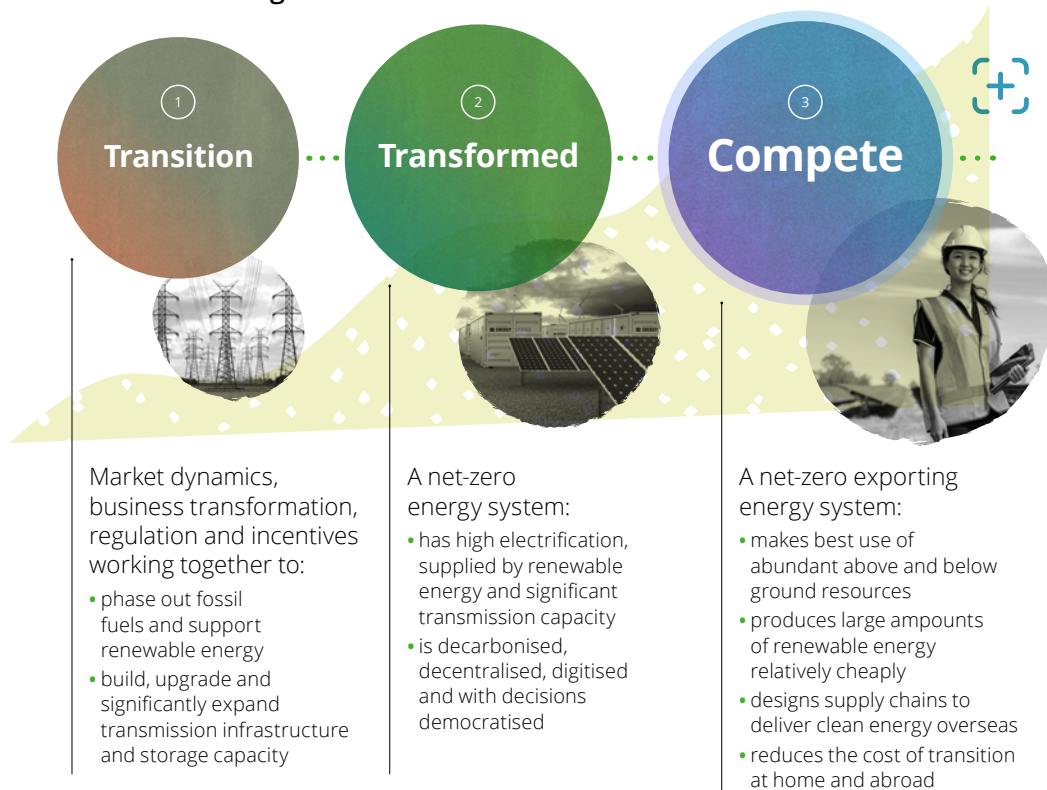 1
Transition
2
Transformed
3
Compete
Market dynamics,
business transformation,
regulation and incentives
working together to:
• phase out fossil
fuels and support
renewable energy
• build, upgrade and
significantly expand
transmission infrastructure
and storage capacity
A net-zero
energy system:
• has high electrification,
supplied by renewable
energy and significant
transmission capacity
• is decarbonised,
decentralised, digitised
and with decisions
democratised
A net-zero exporting
energy system:
• makes best use of
abundant above and below
ground resources
• produces large ampounts
of renewable energy
relatively cheaply
• designs supply chains to
deliver clean energy overseas
• reduces the cost of transition
at home and abroad